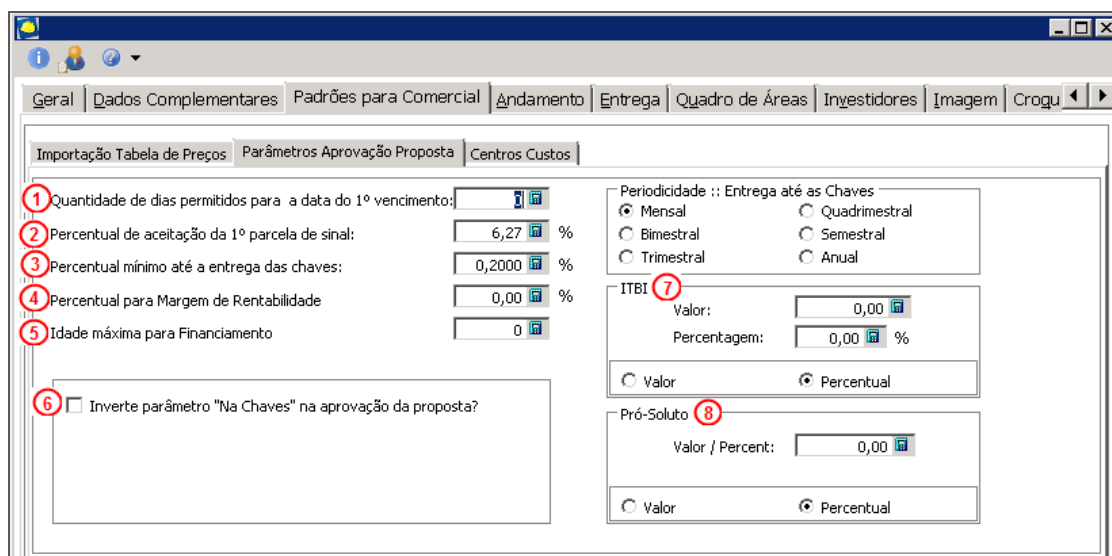 Geral Dados Complementares Padrões para Comercial Andamento Entrega Quadro de Áreas Investidores Imagem Croqu
Importação Tabela de Preços Parâmetros Aprovação Proposta Centros Custos
1 Quantidade de dias permitidos para a data do 1º vencimento: 0
2 Percentual de aceitação da 1º parcela de sinal: 6,27 %
3 Percentual mínimo até a entrega das chaves: 0,2000 %
4 Percentual para Margem de Rentabilidade 0,00 %
5 Idade máxima para Financiamento 0
6 Inverte parâmetro "Na Chaves" na aprovação da proposta?
Periodicidade :: Entrega até as Chaves
Mensal Quadrimestral
Bimestral Semestral
Trimestral Anual
ITBI 7
Valor: 0,00
Percentagem: 0,00 %
Valor Percentual
Pró-Soluto 8
Valor / Percent: 0,00
Valor Percentual